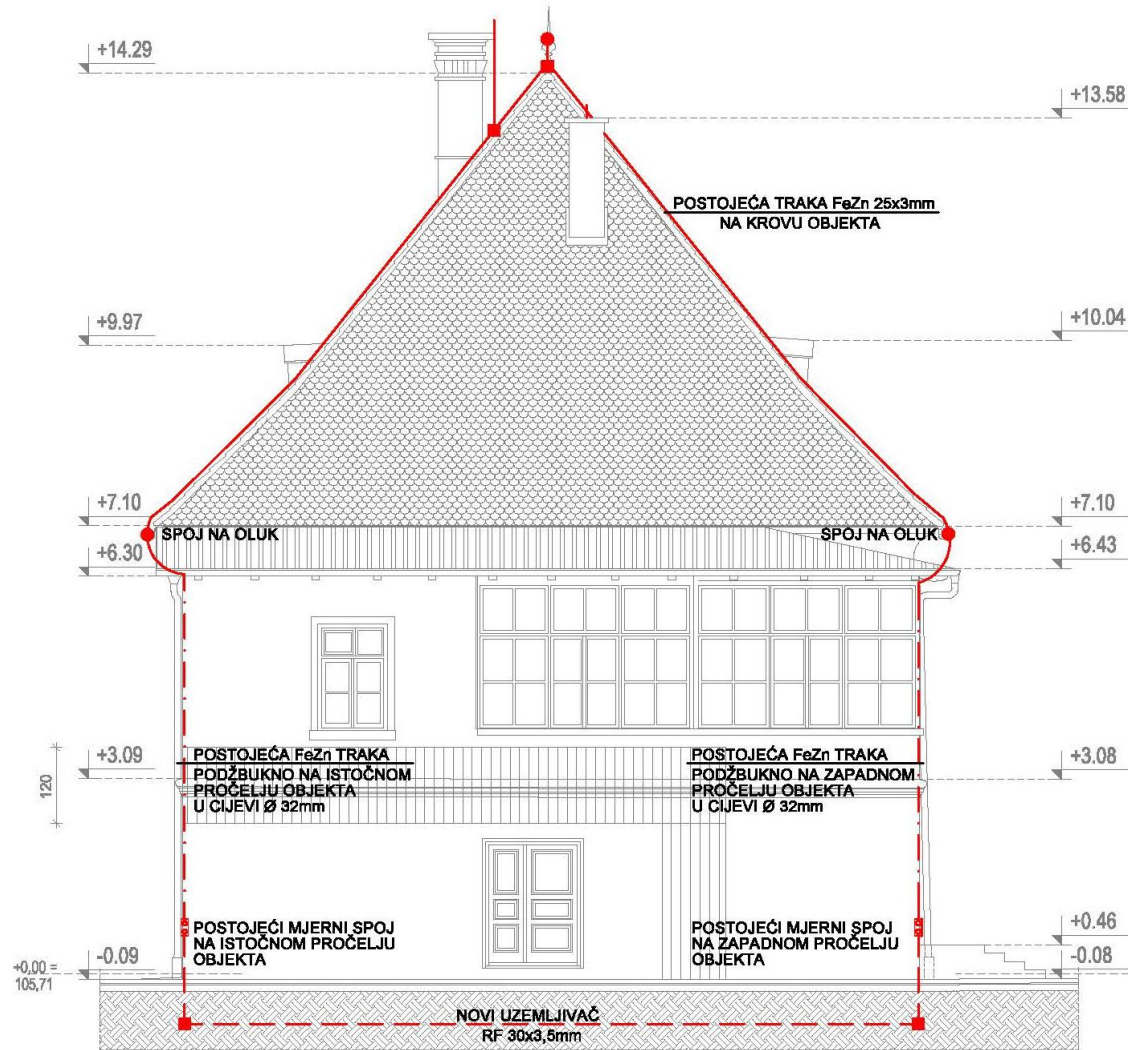 +14.29
+13.58
POSTOJEĆA TRAKA FeZn 25x3mm
NA KROVU OBJEKTA
+9.97
+10.04
+7.10
+7.10
SPOJ NA OLUK
SPOJ NA OLUK
+6.30
+6.43
+3.09
+3.08
120
POSTOJEĆA FeZn TRAKA
PODŽBUKNO NA ISTOČNOM
PROČELJU OBJEKTA
U CIJEVI Ø 32mm
POSTOJEĆA FeZn TRAKA
PODŽBUKNO NA ZAPADNOM
PROČELJU OBJEKTA
U CIJEVI Ø 32mm
POSTOJEĆI MJERNI SPOJ
NA ISTOČNOM PROČELJU
OBJEKTA
POSTOJEĆI MJERNI SPOJ
NA ZAPADNOM PROČELJU
OBJEKTA
+0.46
-0.09
-0.08
+0,00 =
105,71
NOVI UZEMLJIVAČ
RF 30x3,5mm